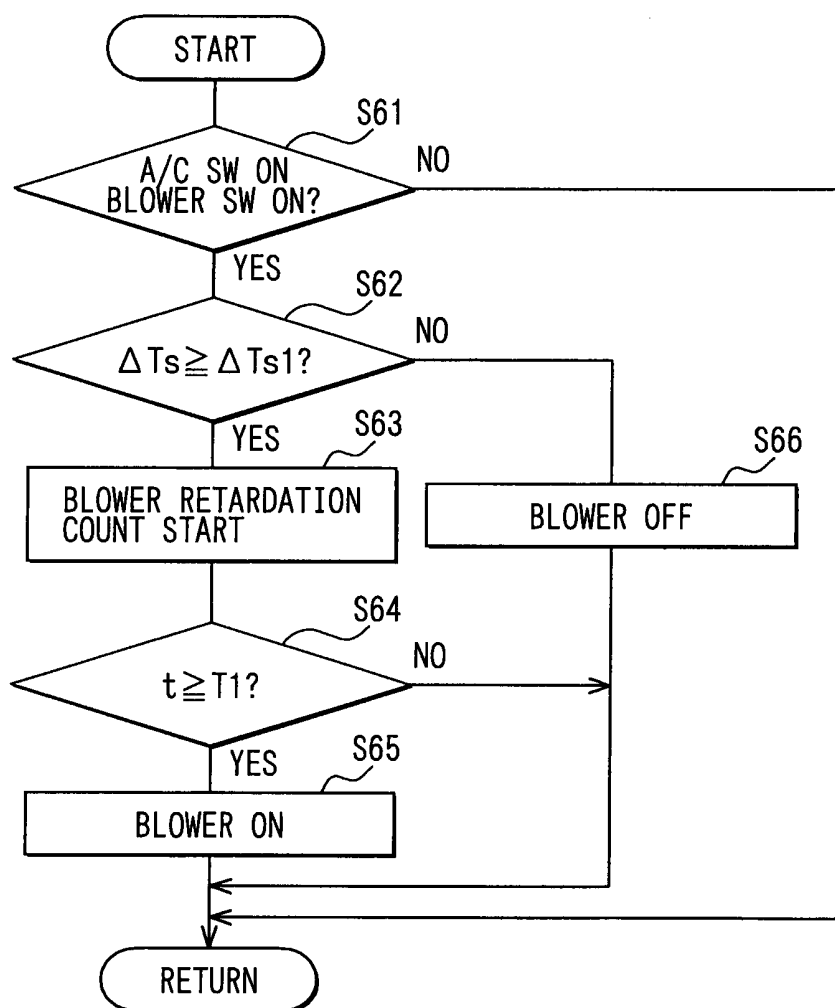 START
S61
A/C SW ON
BLOWER SW ON?
NO
YES
S62
ΔTs≧ΔTs1?
NO
YES
S63
BLOWER RETARDATION
COUNT START
S66
BLOWER OFF
S64
t≧T1?
NO
YES
S65
BLOWER ON
RETURN